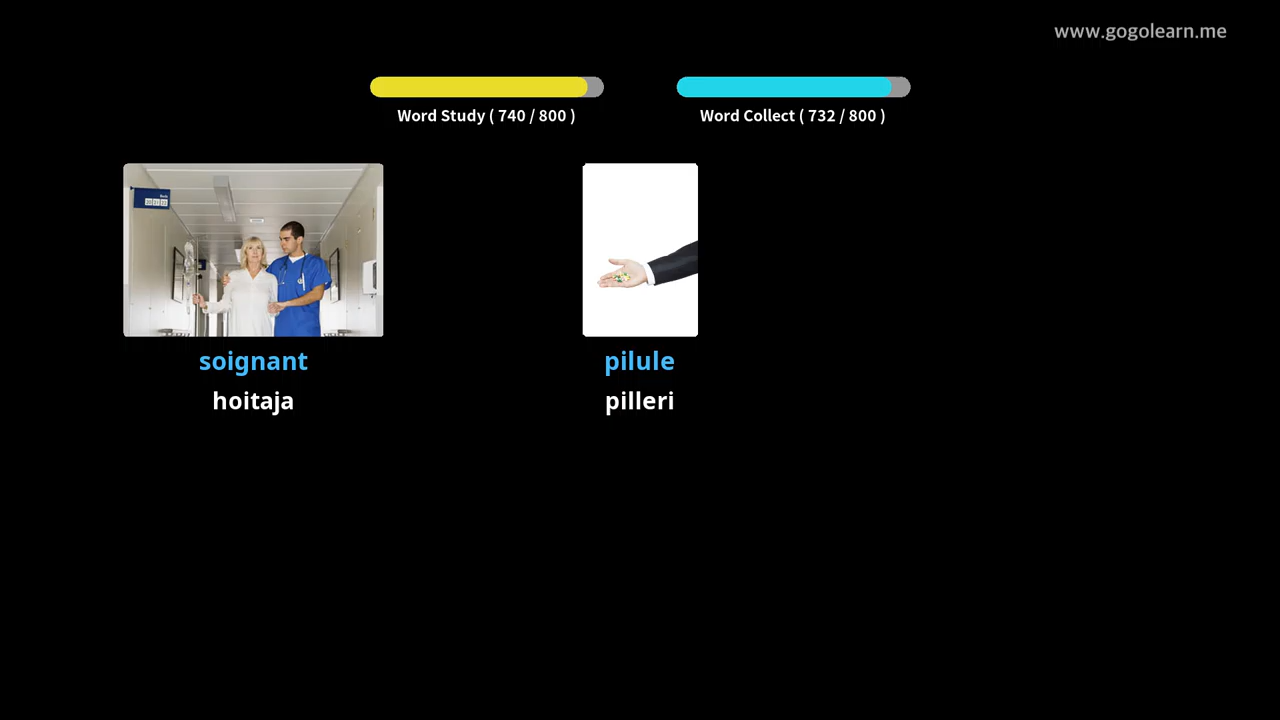 www.gogolearn.me
Word Study ( 740 / 800 )
Word Collect ( 732 / 800 )
soignant
pilule
hoitaja
pilleri